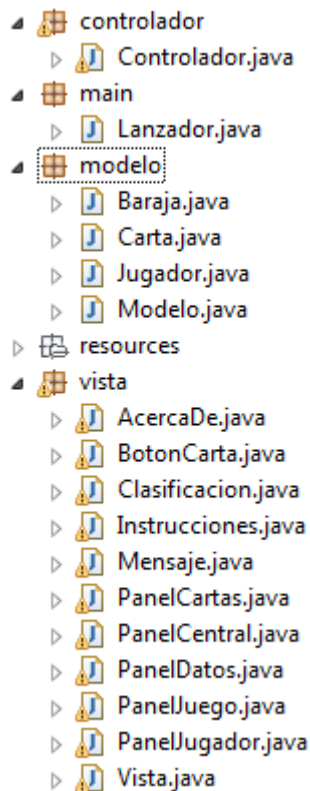 controlador
Controlador.java
main
Lanzador.java
modelo
Baraja.java
Carta.java
Jugador.java
Modelo.java
resources
vista
AcercaDe.java
BotonCarta.java
Clasificacion.java
Instrucciones.java
Mensaje.java
PanelCartas.java
PanelCentral.java
PanelDatos.java
PanelJuego.java
PanelJugador.java
Vista.java